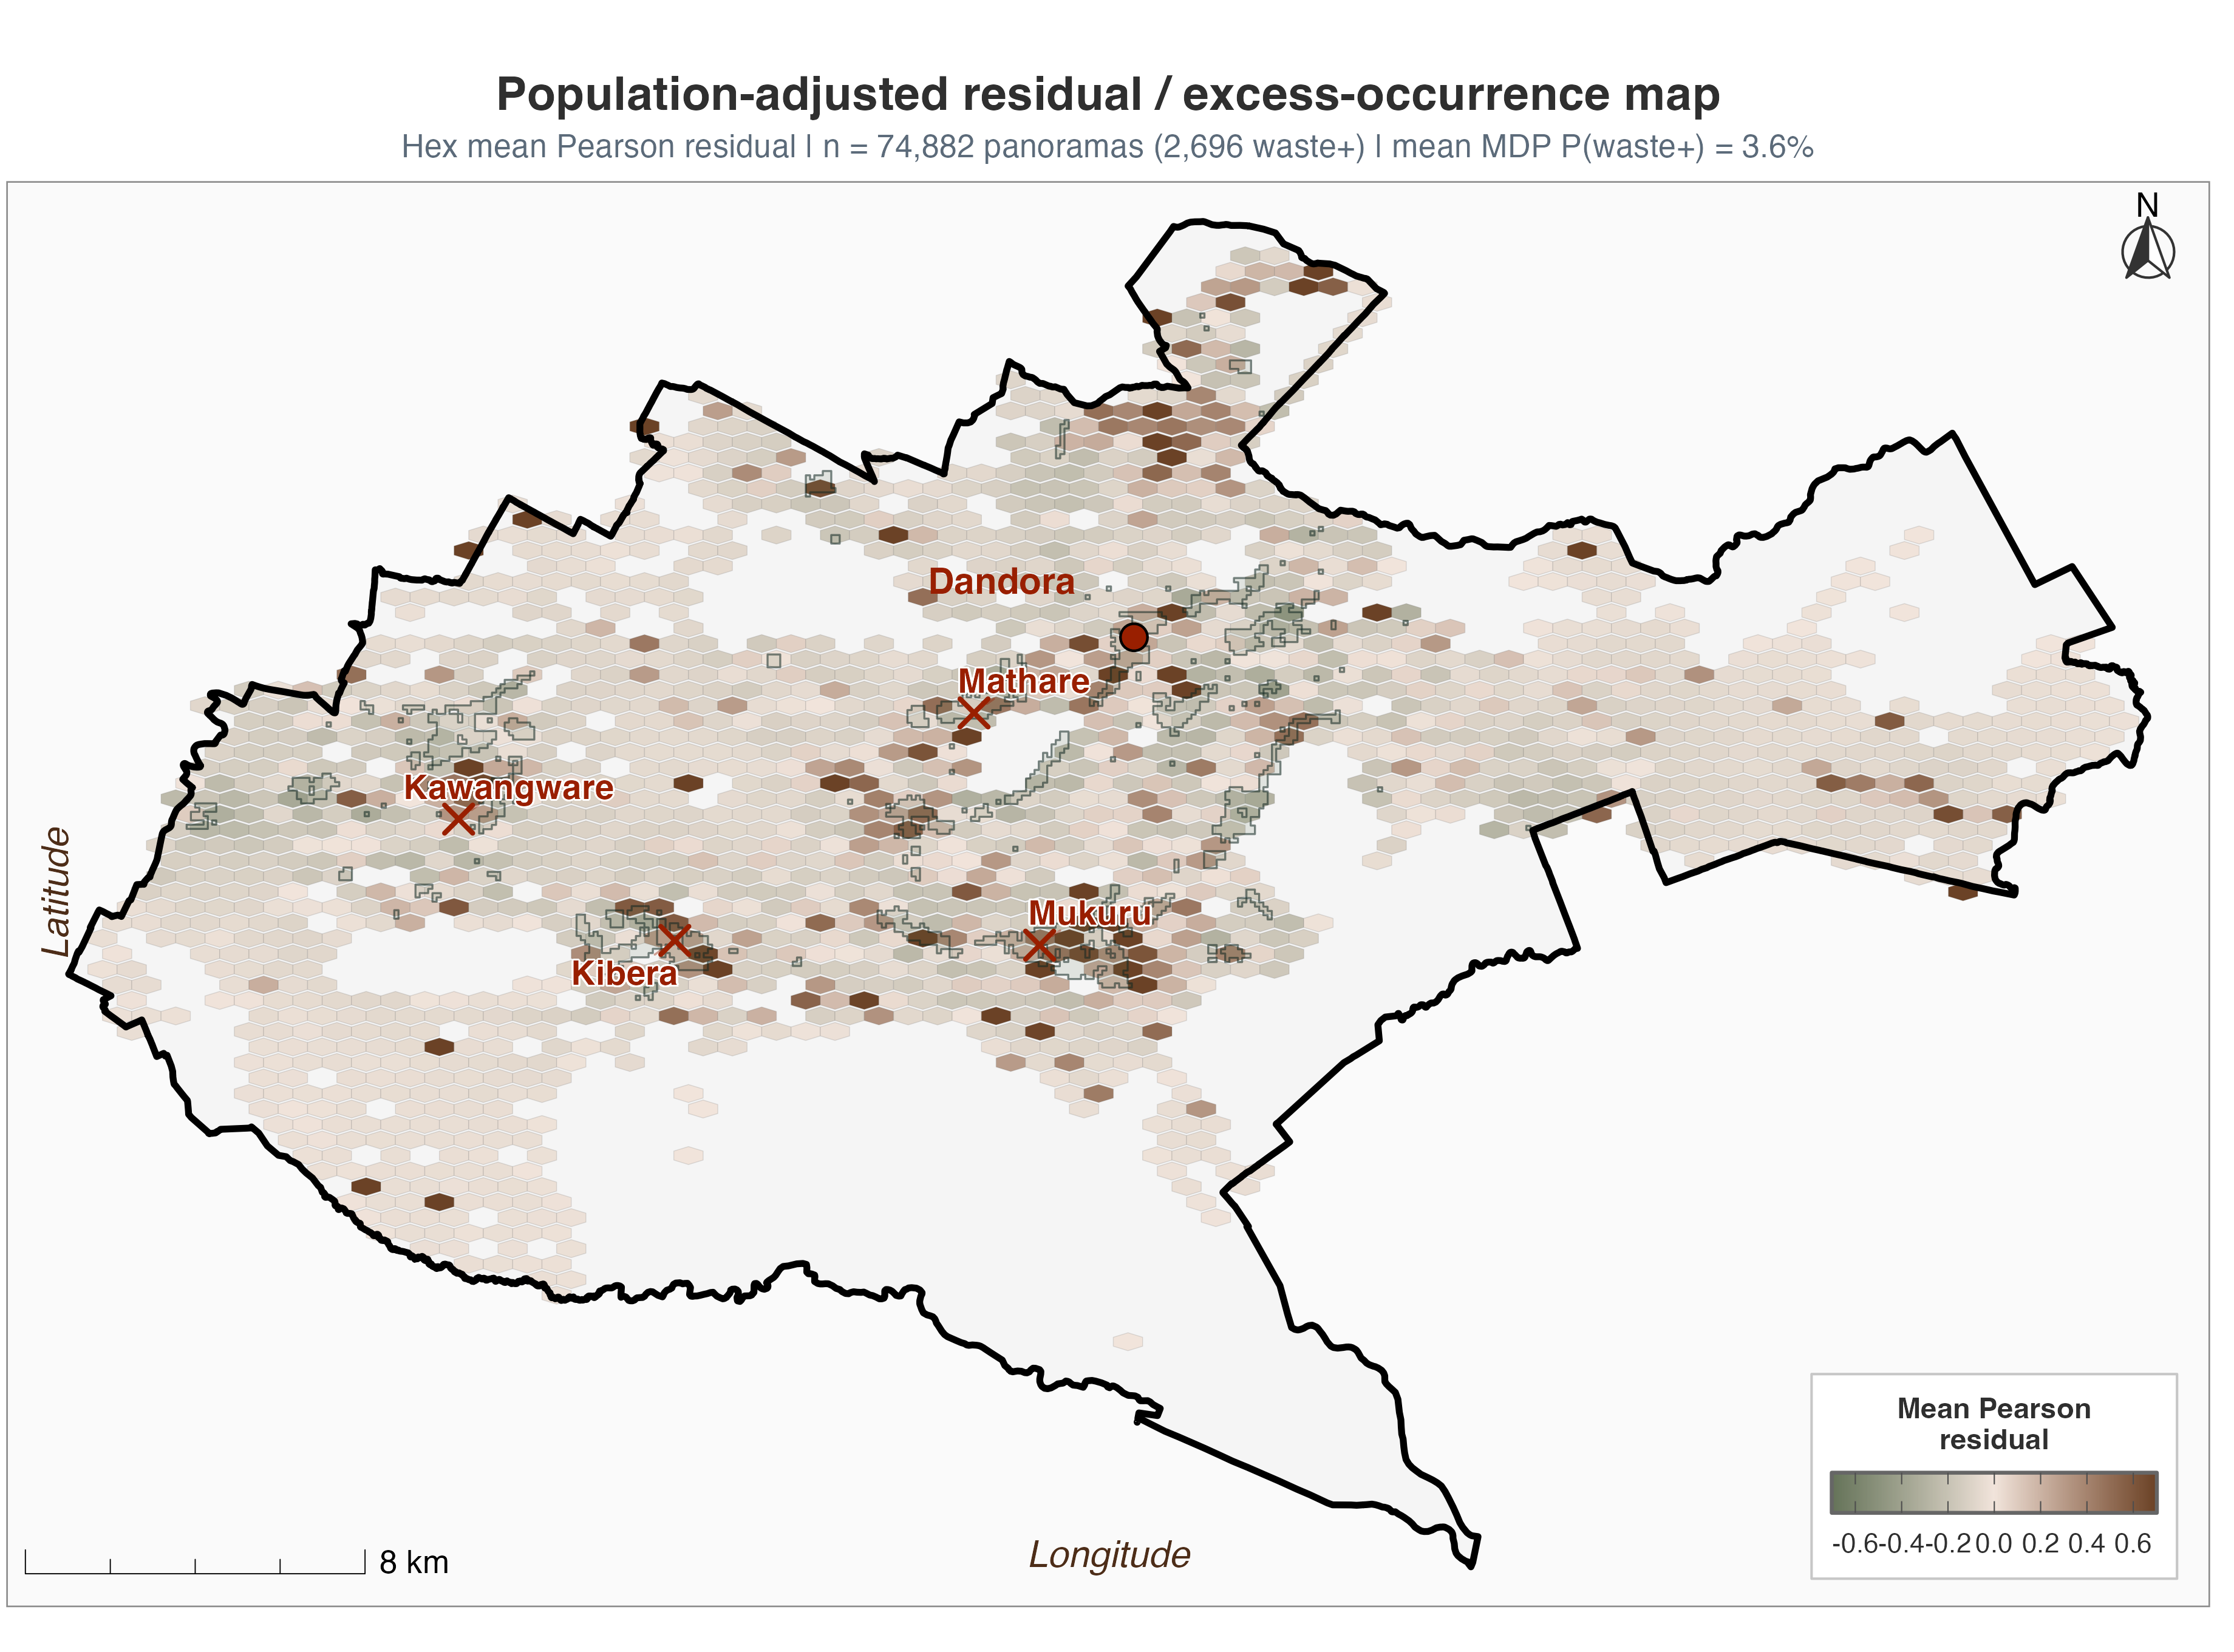 Population-adjusted residual / excess-occurrence map
Hex mean Pearson residual | n = 74,882 panoramas (2,696 waste+) | mean MDP P(waste+) = 3.6%
N
Dandora
Mathare
Kawangware
Mukuru
Kibera
Latitude
Longitude
8 km
Mean Pearson
residual
-0.6 -0.4 -0.2 0.0 0.2 0.4 0.6